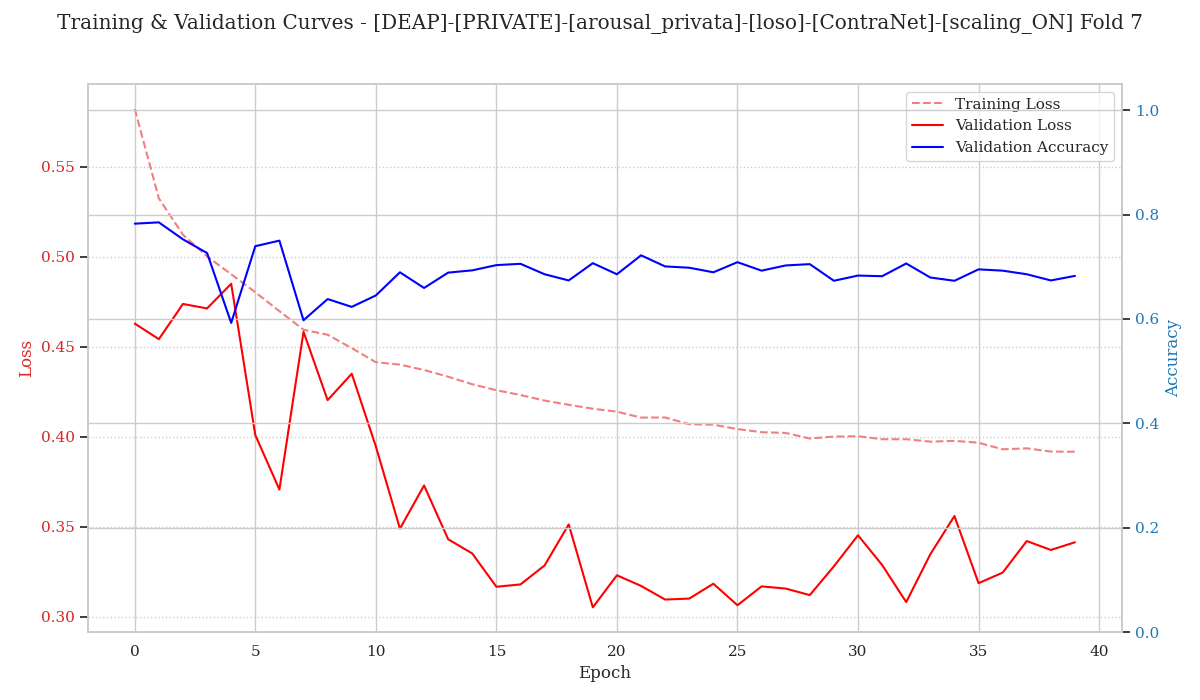 Training & Validation Curves - [DEAP]-[PRIVATE]-[arousal_privata]-[loso]-[ContraNet]-[scaling_ON] Fold 7
Training Loss
Validation Loss
Validation Accuracy
0.55
0.50
0.45
0.40
0.35
0.30
Loss
1.0
0.8
0.6
0.4
0.2
0.0
Accuracy
0 5 10 15 20 25 30 35 40
Epoch